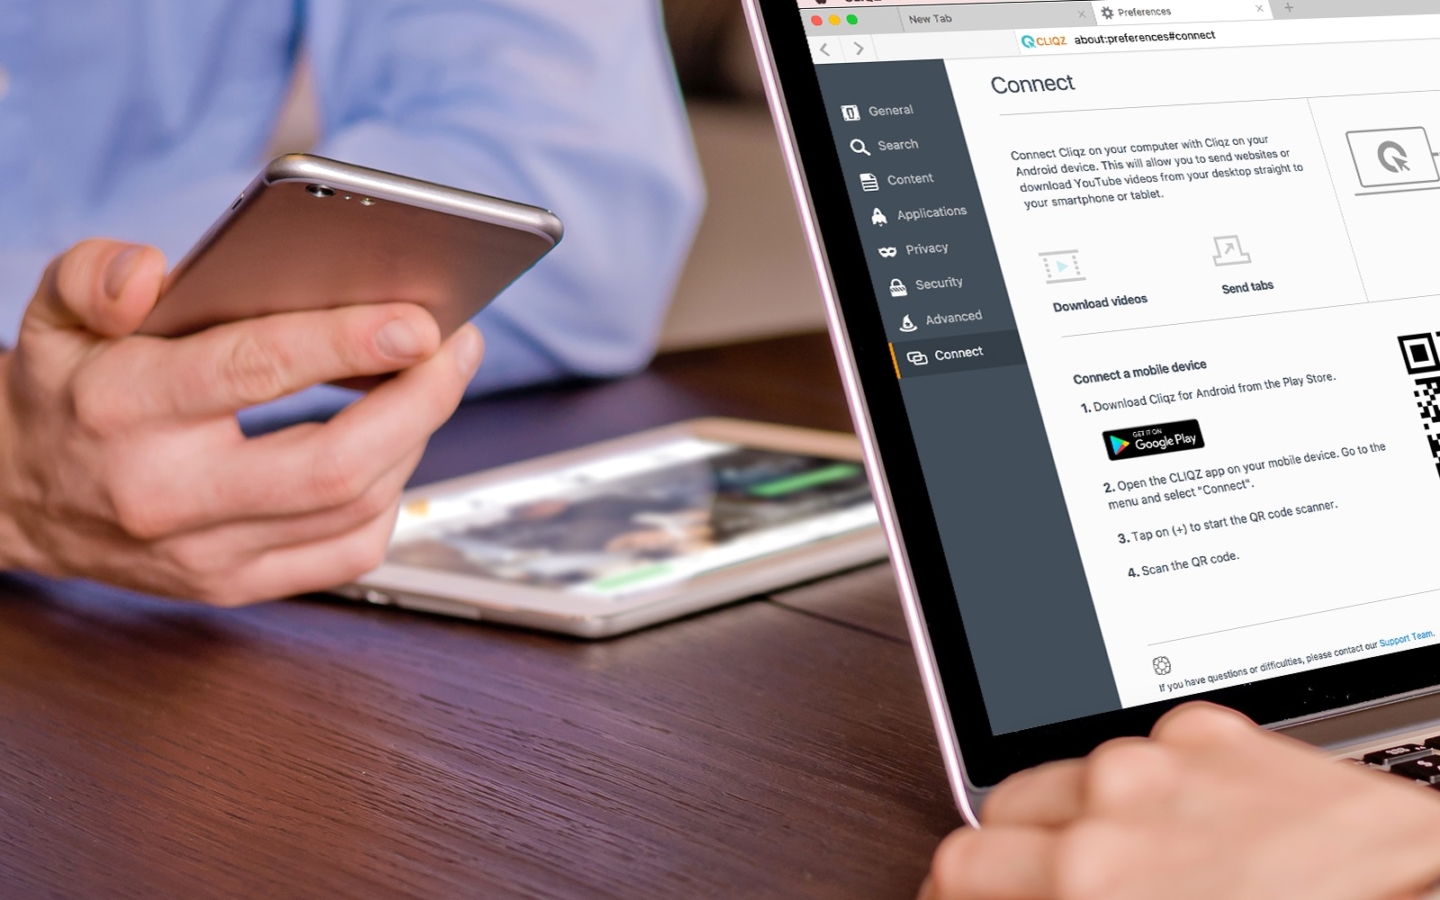 New Tab
Preferences
CLIQZ about:preferences#connect
General
Search
Content
Applications
Privacy
Security
Advanced
Connect
Connect
Connect Cliqz on your computer with Cliqz on your
Android device. This will allow you to send websites or
download YouTube videos from your desktop straight to
your smartphone or tablet.
Download videos
Send tabs
Connect a mobile device
1. Download Cliqz for Android from the Play Store.
GET IT ON
Google Play
2. Open the CLIQZ app on your mobile device. Go to the
menu and select "Connect".
3. Tap on (+) to start the QR code scanner.
4. Scan the QR code.
If you have questions or difficulties, please contact our Support Team.